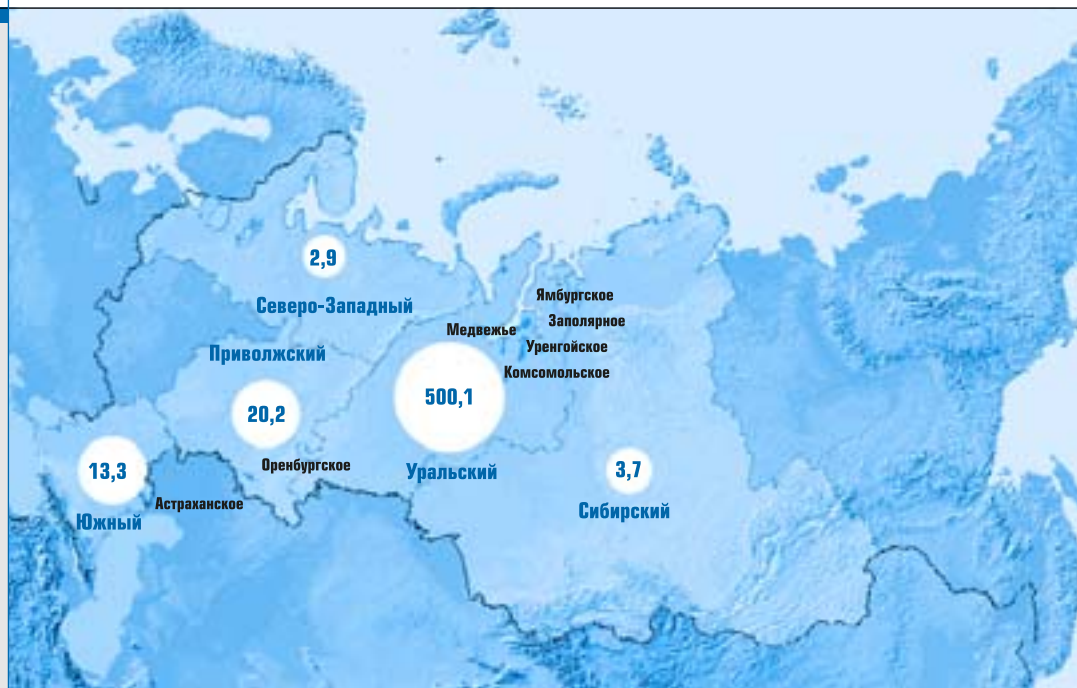 2,9
Северо-Западный
Ямбургское
Заполярное
Медвежье
Уренгойское
Приволжский
Комсомольское
500,1
20,2
Оренбургское
13,3
Уральский
3,7
Астраханское
Сибирский
Южный